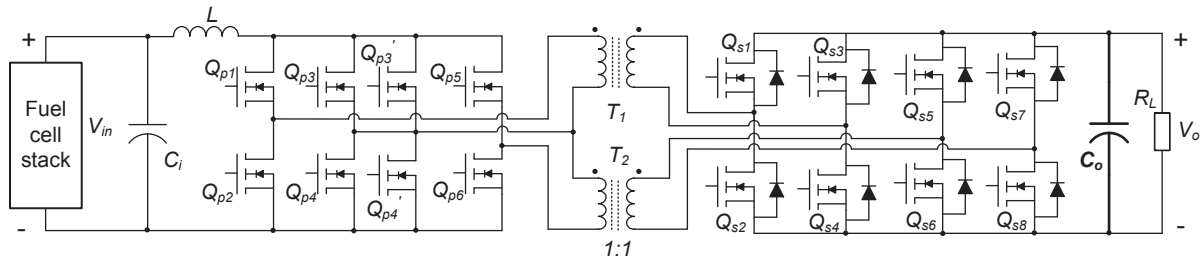 +
Fuel
cell
stack
-
V_in
C_i
L
Q_p1
Q_p3
Q_p3'
Q_p5
Q_p2
Q_p4
Q_p4'
Q_p6
T_1
T_2
1:1
Q_s1
Q_s3
Q_s5
Q_s7
Q_s2
Q_s4
Q_s6
Q_s8
C_o
R_L
+
V_o
-